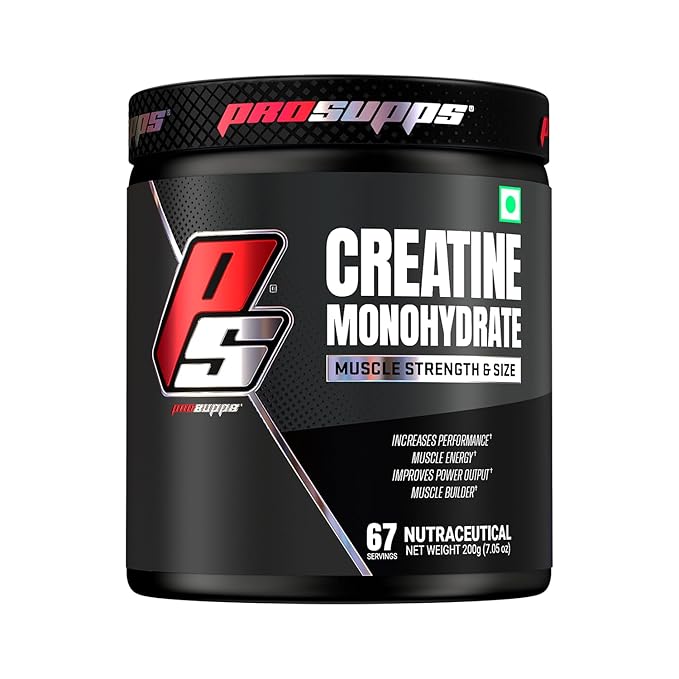 PROSUPPS®
PS®
PROSUPPS®
CREATINE
MONOHYDRATE
MUSCLE STRENGTH & SIZE
INCREASES PERFORMANCE†
MUSCLE ENERGY†
IMPROVES POWER OUTPUT†
MUSCLE BUILDER†
67
SERVINGS
NUTRACEUTICAL
NET WEIGHT 200g (7.05 oz)